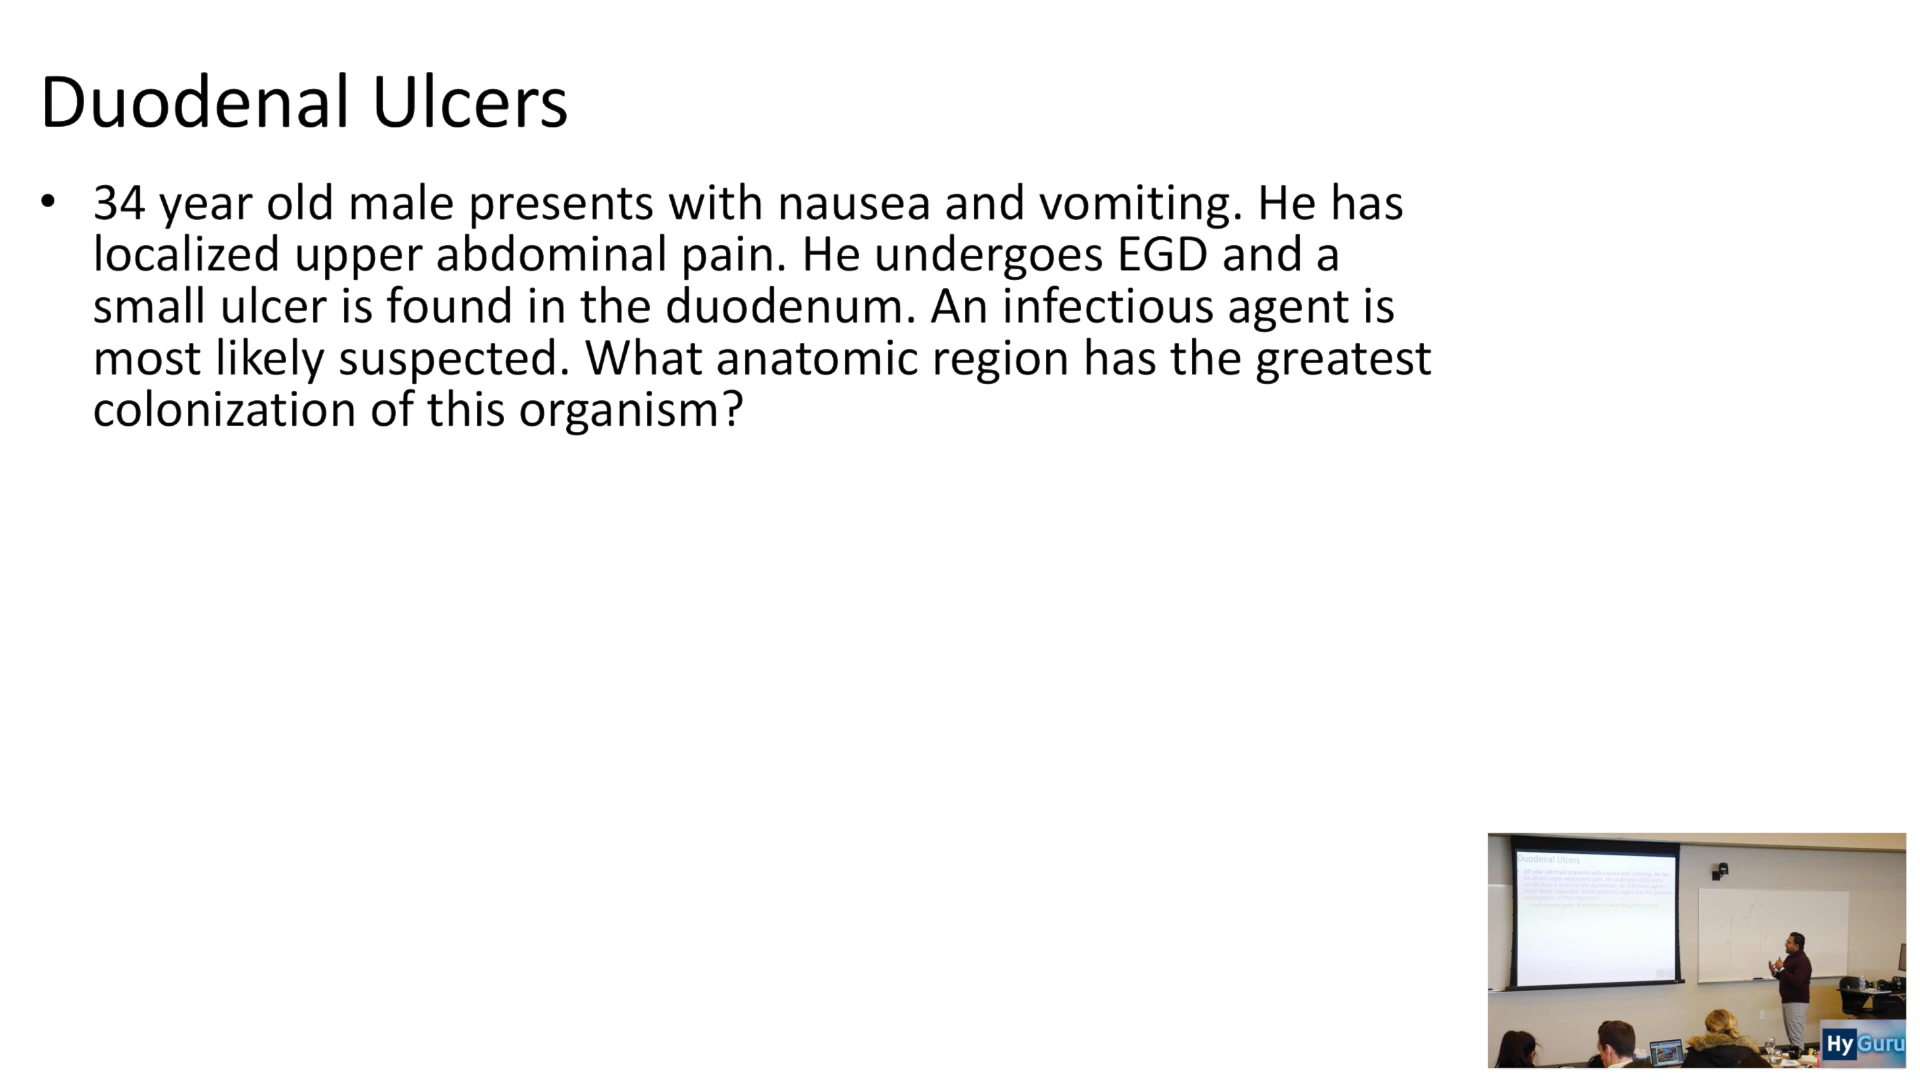 Duodenal Ulcers
• 34 year old male presents with nausea and vomiting. He has
localized upper abdominal pain. He undergoes EGD and a
small ulcer is found in the duodenum. An infectious agent is
most likely suspected. What anatomic region has the greatest
colonization of this organism?
Duodenal Ulcers
Hy Guru